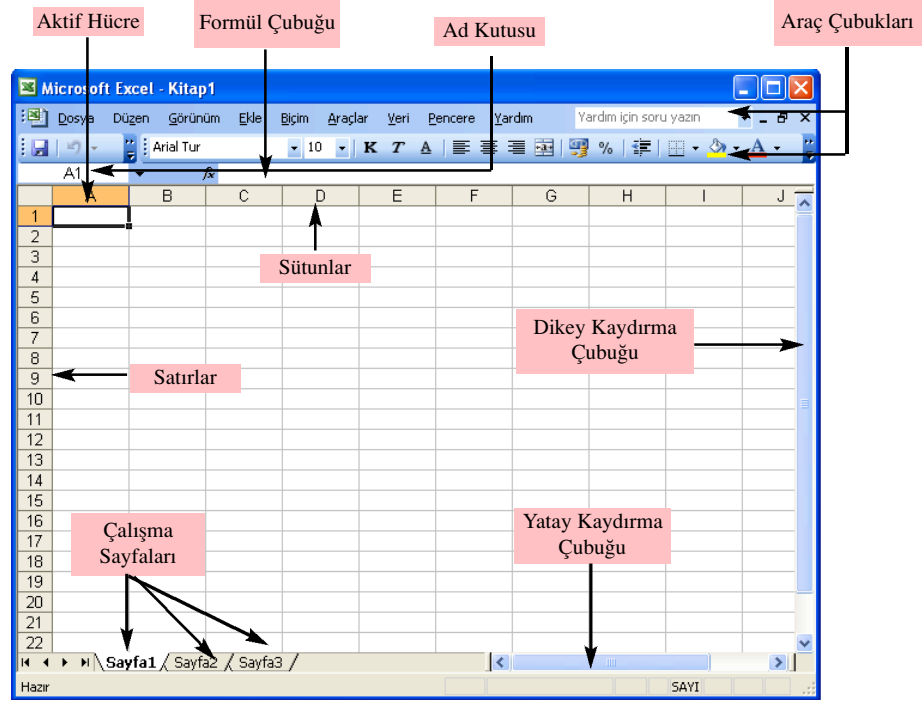 Aktif Hücre
Formül Çubuğu
Ad Kutusu
Araç Çubukları
Microsoft Excel - Kitap1
Dosya Düzen Görünüm Ekle Biçim Araçlar Veri Pencere Yardım Yardım için soru yazın
Arial Tur 10 K T A %
A1 fx
A B C D E F G H I J
1
2
3
Sütunlar
4
5
6
7
Dikey Kaydırma
Çubuğu
8
9
Satırlar
10
11
12
13
14
15
16
17
Çalışma
Sayfaları
Yatay Kaydırma
Çubuğu
18
19
20
21
22
Sayfa1 Sayfa2 Sayfa3
Hazır SAYI